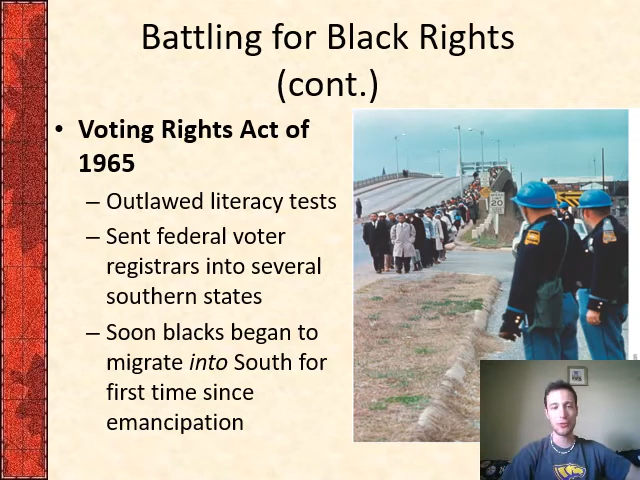 Battling for Black Rights
(cont.)
• Voting Rights Act of
1965
– Outlawed literacy tests
– Sent federal voter
registrars into several
southern states
– Soon blacks began to
migrate into South for
first time since
emancipation
20